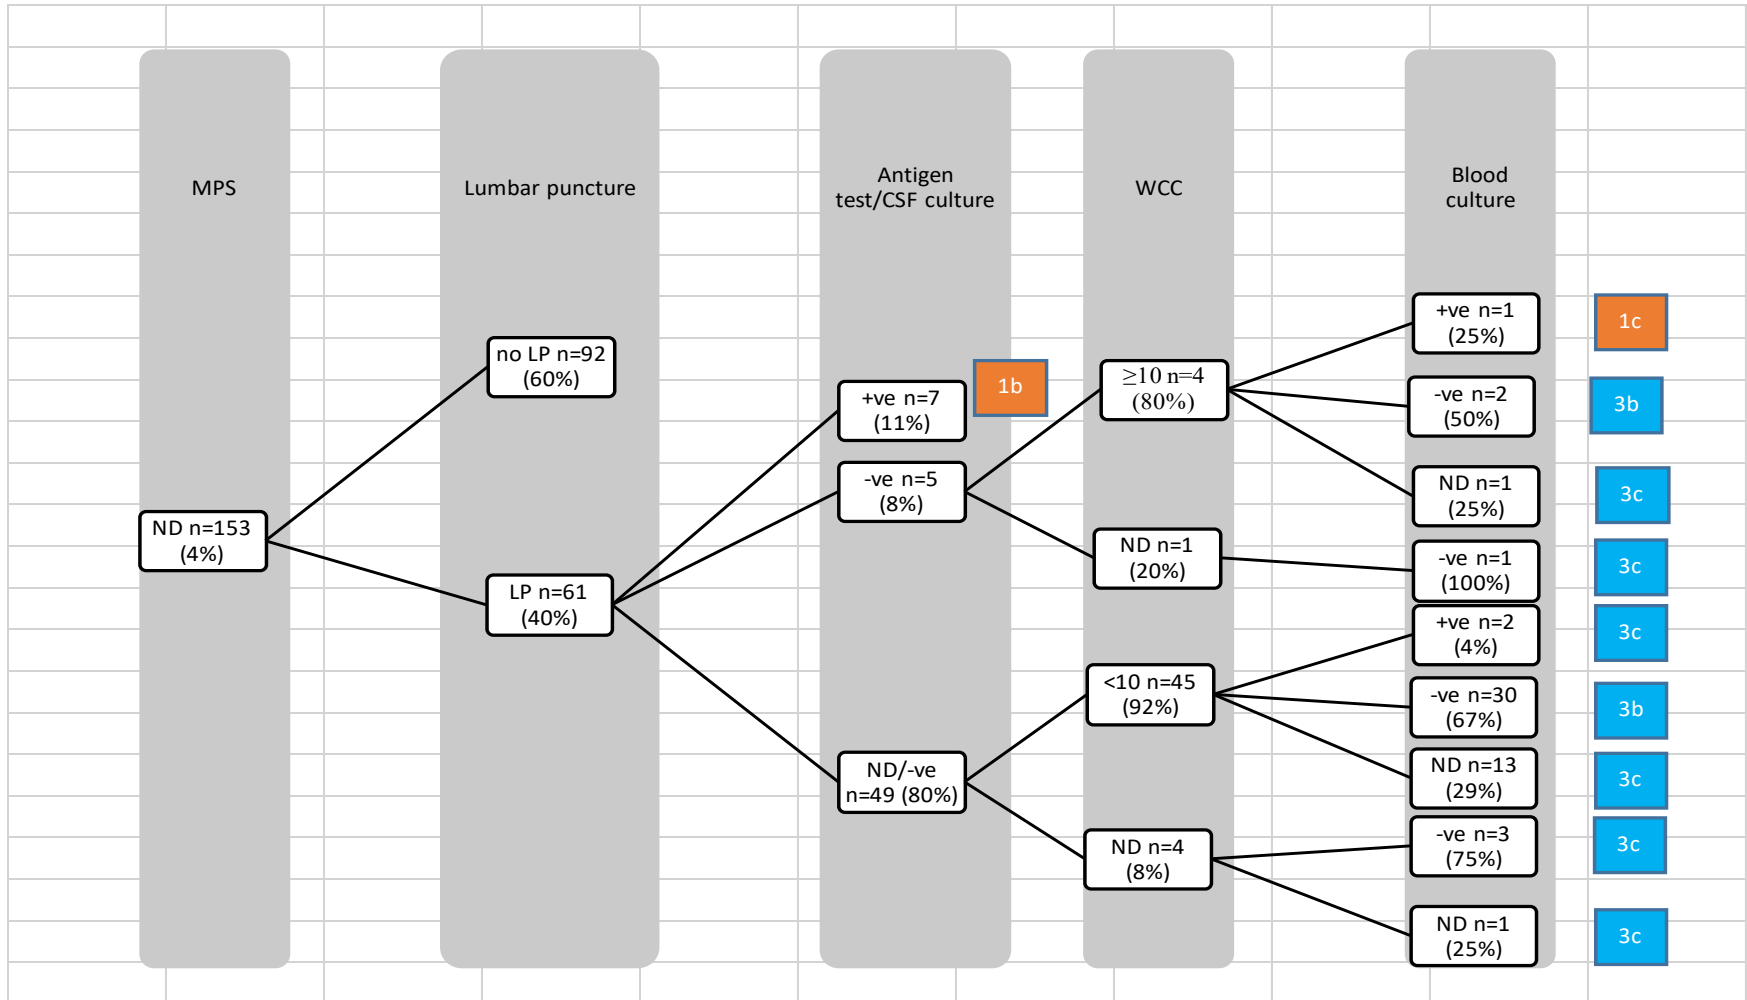 MPS
Lumbar puncture
Antigen
test/CSF culture
WCC
Blood
culture
ND n=153
(4%)
no LP n=92
(60%)
LP n=61
(40%)
+ve n=7
(11%)
1b
-ve n=5
(8%)
ND/-ve
n=49 (80%)
≥10 n=4
(80%)
ND n=1
(20%)
<10 n=45
(92%)
ND n=4
(8%)
+ve n=1
(25%)
1c
-ve n=2
(50%)
3b
ND n=1
(25%)
3c
-ve n=1
(100%)
3c
+ve n=2
(4%)
3c
-ve n=30
(67%)
3b
ND n=13
(29%)
3c
-ve n=3
(75%)
3c
ND n=1
(25%)
3c